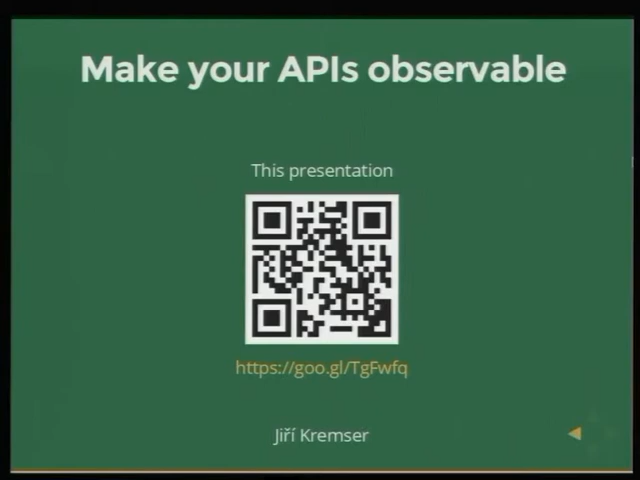 Make your APIs observable
This presentation
https://goo.gl/TgFwfq
Jiří Kremser